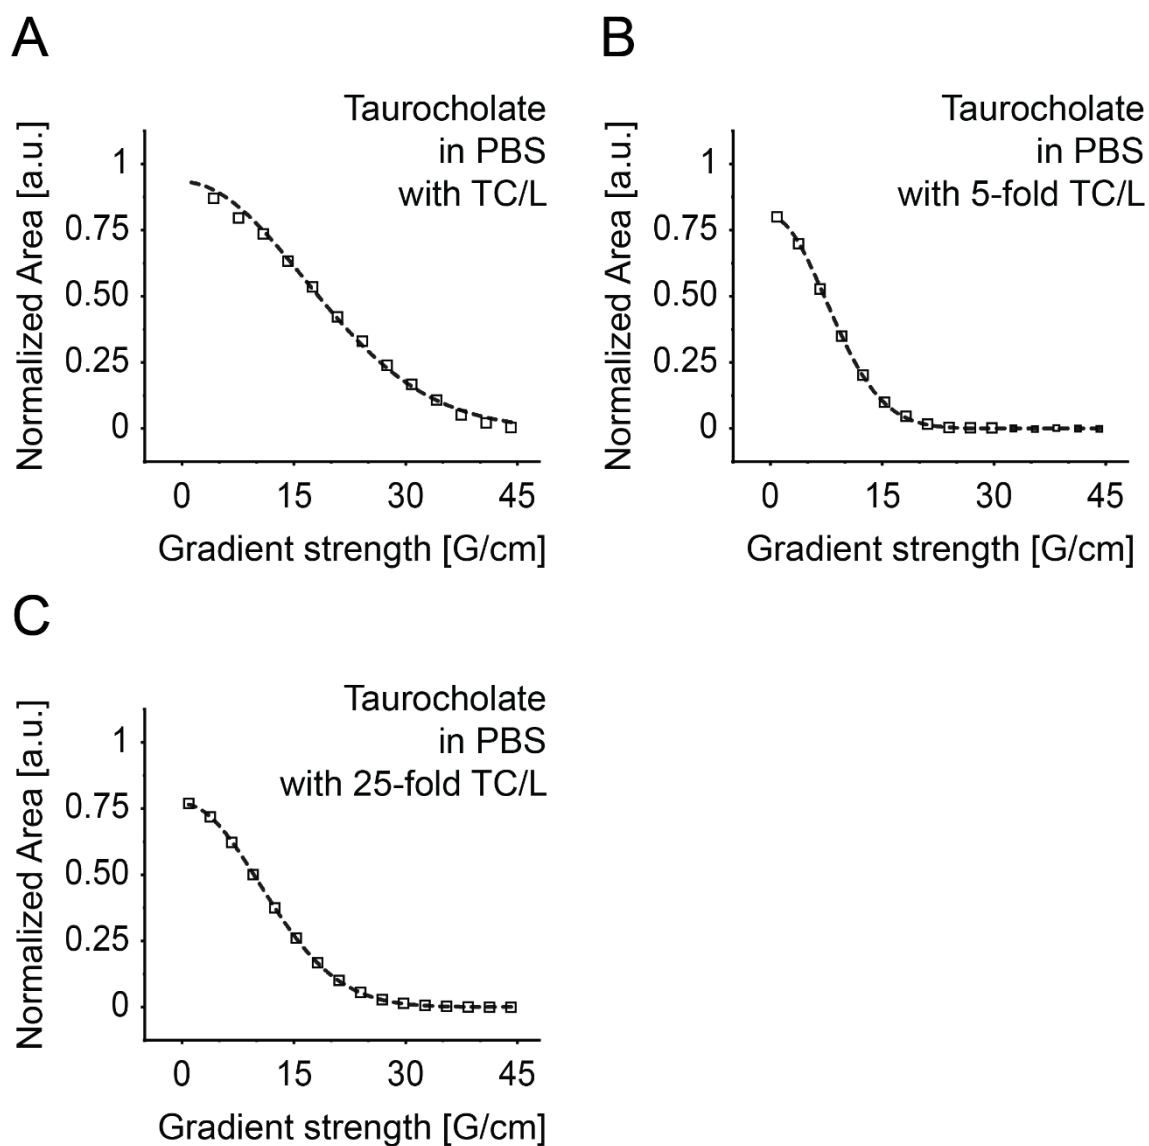 A
Taurocholate
in PBS
with TC/L
Normalized Area [a.u.]
1
0.75
0.50
0.25
0
0 15 30 45
Gradient strength [G/cm]
B
Taurocholate
in PBS
with 5-fold TC/L
Normalized Area [a.u.]
1
0.75
0.50
0.25
0
0 15 30 45
Gradient strength [G/cm]
C
Taurocholate
in PBS
with 25-fold TC/L
Normalized Area [a.u.]
1
0.75
0.50
0.25
0
0 15 30 45
Gradient strength [G/cm]